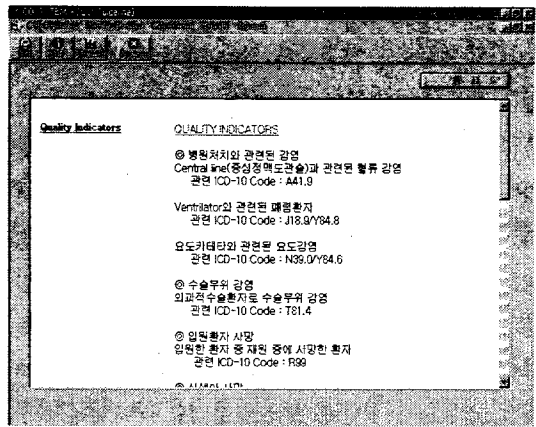 Quality Indicators
QUALITY INDICATORS
◎ 병원처치와 관련된 감염
Central line(중심정맥도관술)과 관련된 혈류 감염
관련 ICD-10 Code : A41.9
Ventilator와 관련된 폐렴환자
관련 ICD-10 Code : J18.9/Y84.8
요도카테타와 관련된 요도감염
관련 ICD-10 Code : N39.0/Y84.6
◎ 수술부위 감염
외과적수술환자로 수술부위 감염
관련 ICD-10 Code : T81.4
◎ 입원환자 사망
입원한 환자 중 재원 중에 사망한 환자
관련 ICD-10 Code : R99